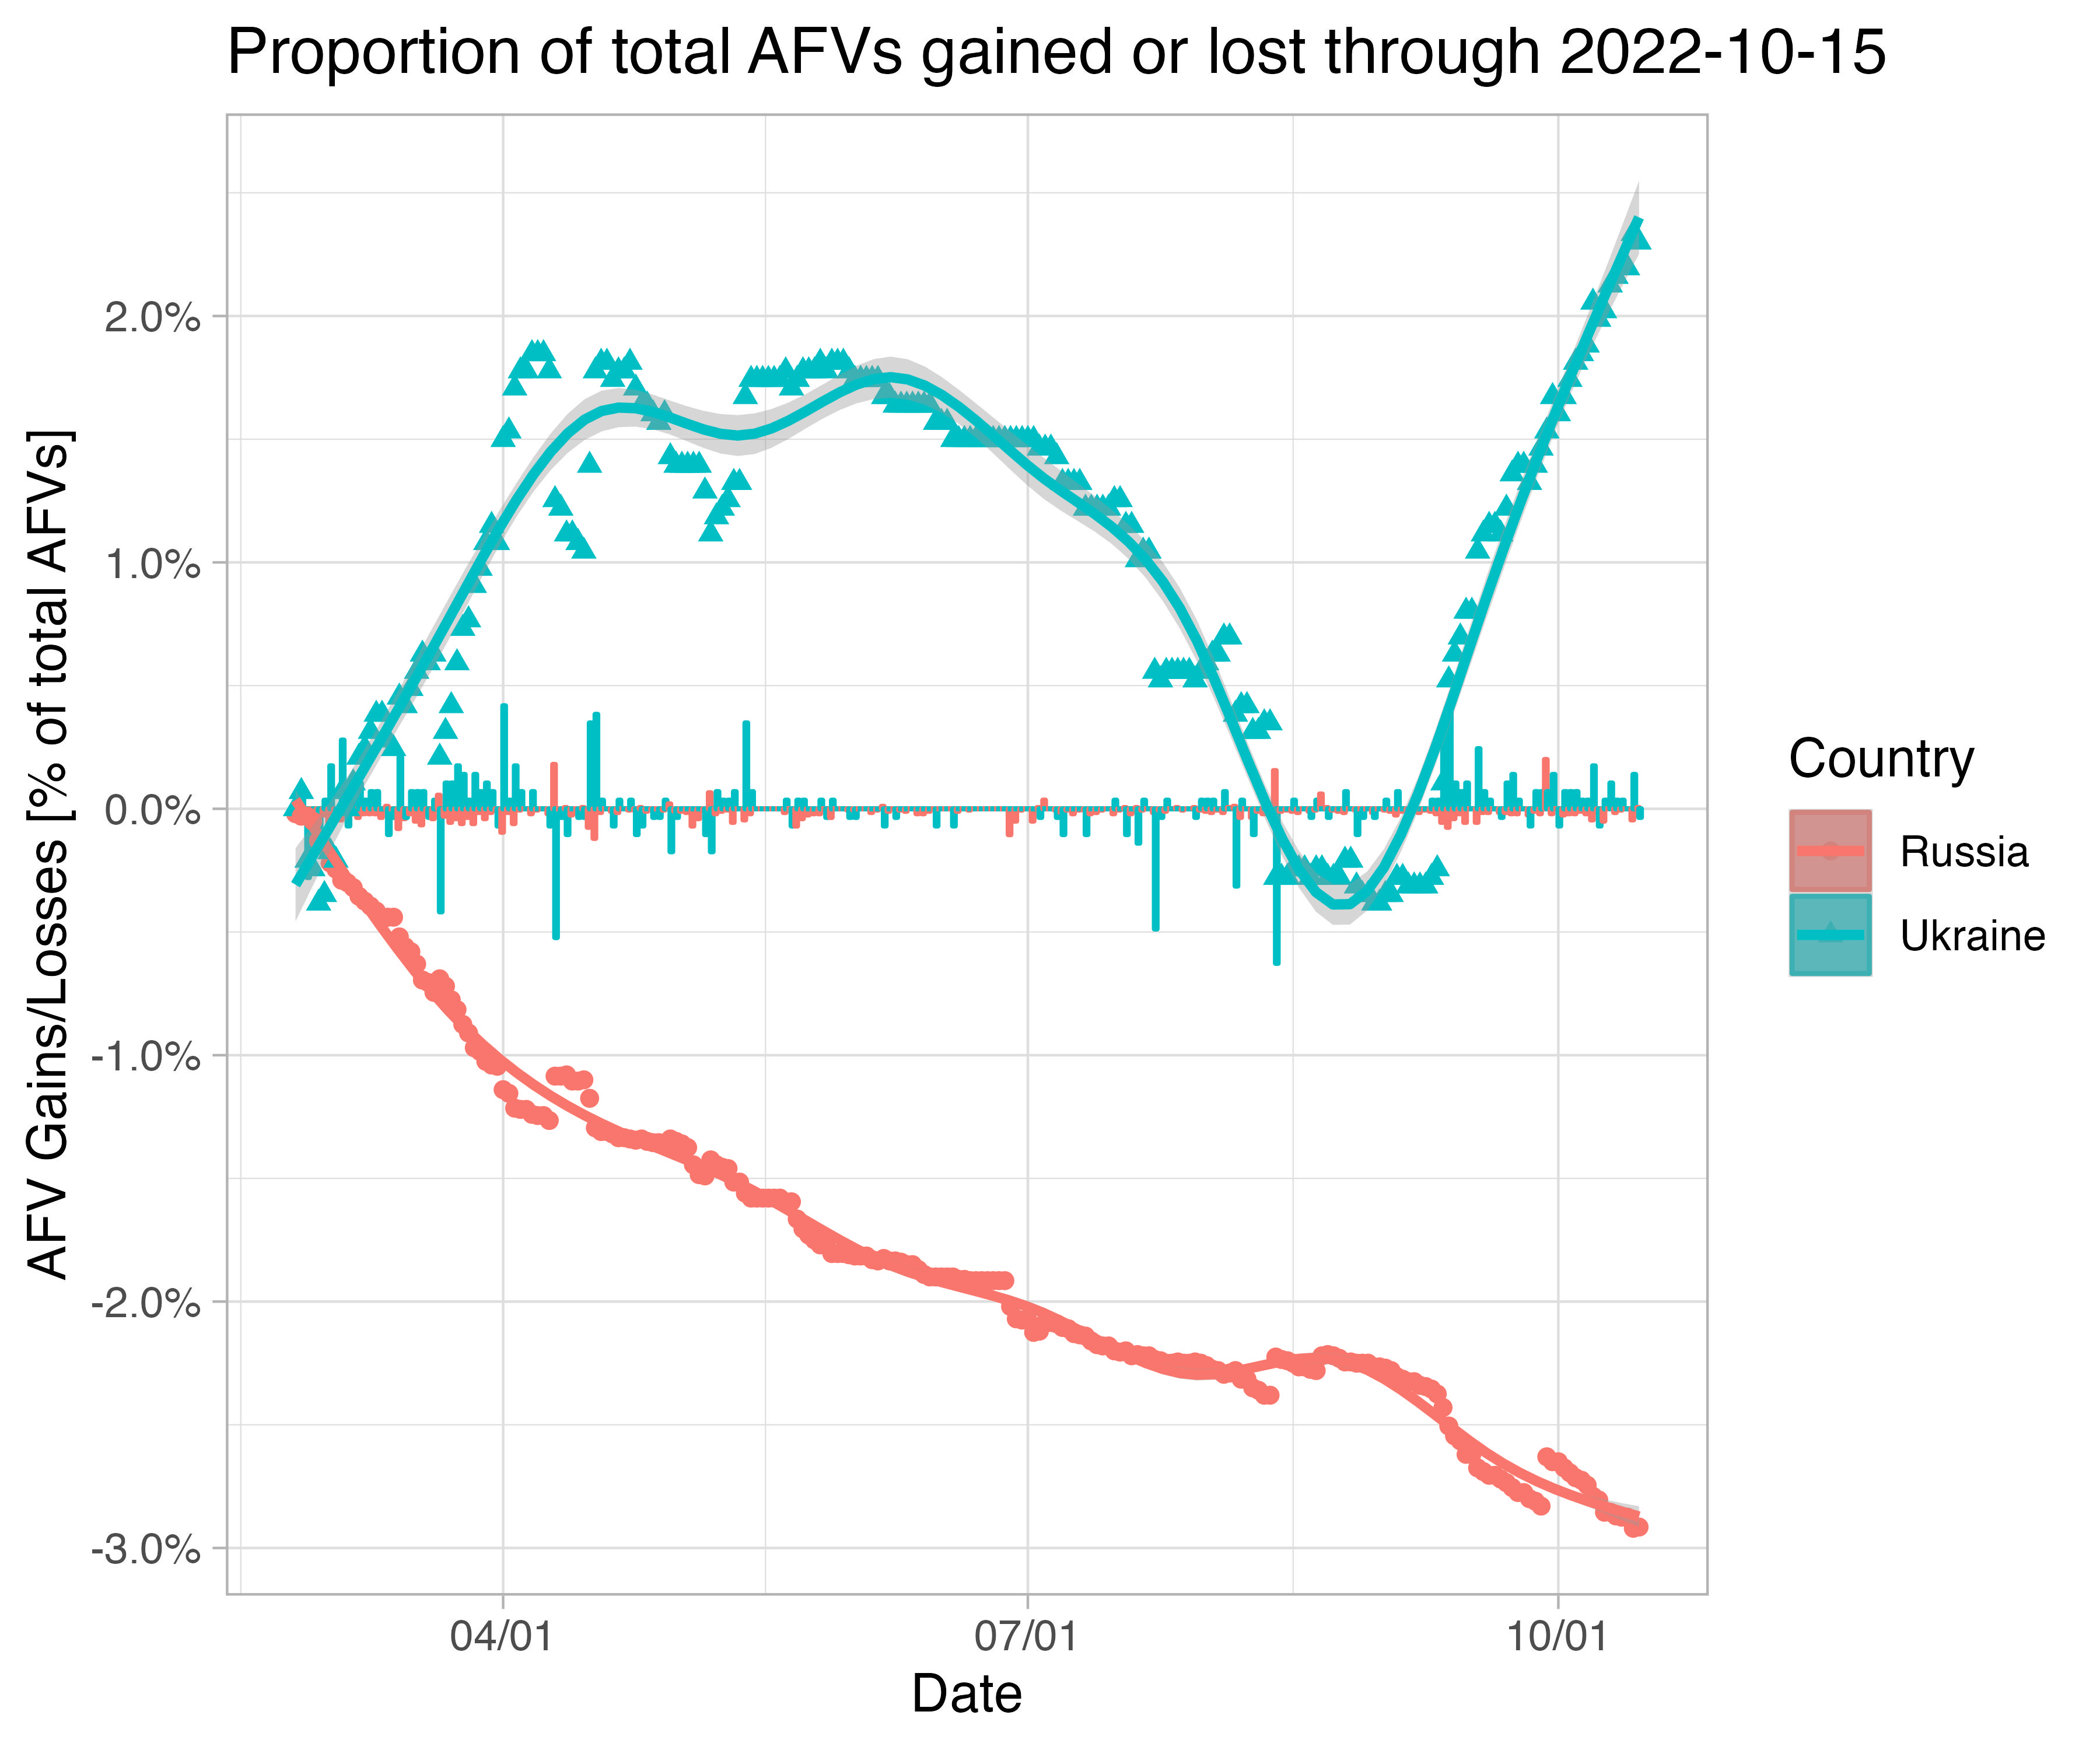 Proportion of total AFVs gained or lost through 2022-10-15
AFV Gains/Losses [% of total AFVs]
2.0%
1.0%
0.0%
-1.0%
-2.0%
-3.0%
04/01
07/01
10/01
Date
Country
Russia
Ukraine